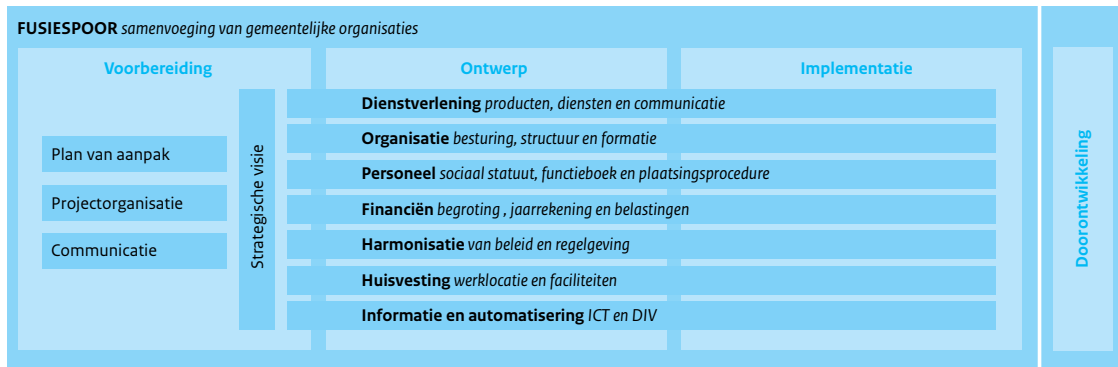 FUSIESPOOR samenvoeging van gemeentelijke organisaties
Voorbereiding
Ontwerp
Implementatie
Plan van aanpak
Projectorganisatie
Communicatie
Strategische visie
Dienstverlening producten, diensten en communicatie
Organisatie besturing, structuur en formatie
Personeel sociaal statuut, functieboek en plaatsingsprocedure
Financiën begroting , jaarrekening en belastingen
Harmonisatie van beleid en regelgeving
Huisvesting werklocatie en faciliteiten
Informatie en automatisering ICT en DIV
Doorontwikkeling